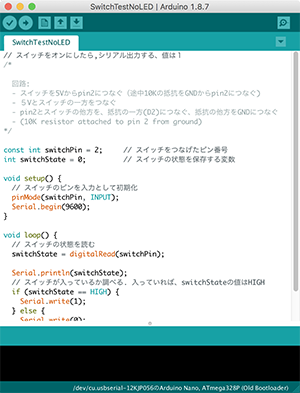 SwitchTestNoLED | Arduino 1.8.7
SwitchTestNoLED
// スイッチをオンにしたら,シリアル出力する、値は１
/*
回路:
- スイッチを5Vからpin2につなぐ（途中10Kの抵抗をGNDからpin2につなぐ)
- ５Vとスイッチの一方をつなぐ
- pin2とスイッチの他方を、抵抗の一方(D2)につなぐ、抵抗の他方をGNDにつなぐ
- (10K resistor attached to pin 2 from ground)
*/
const int switchPin = 2; // スイッチをつなげたピン番号
int switchState = 0; // スイッチの状態を保存する変数
void setup() {
// スイッチのピンを入力として初期化
pinMode(switchPin, INPUT);
Serial.begin(9600);
}
void loop() {
// スイッチの状態を読む
switchState = digitalRead(switchPin);
Serial.println(switchState);
// スイッチが入っているか調べる、入っていれば、switchStateの値はHIGH
if (switchState == HIGH) {
Serial.write(1);
} else {
Serial.write(0);
/dev/cu.usbserial-12KJP056のArduino Nano, ATmega328P (Old Bootloader)